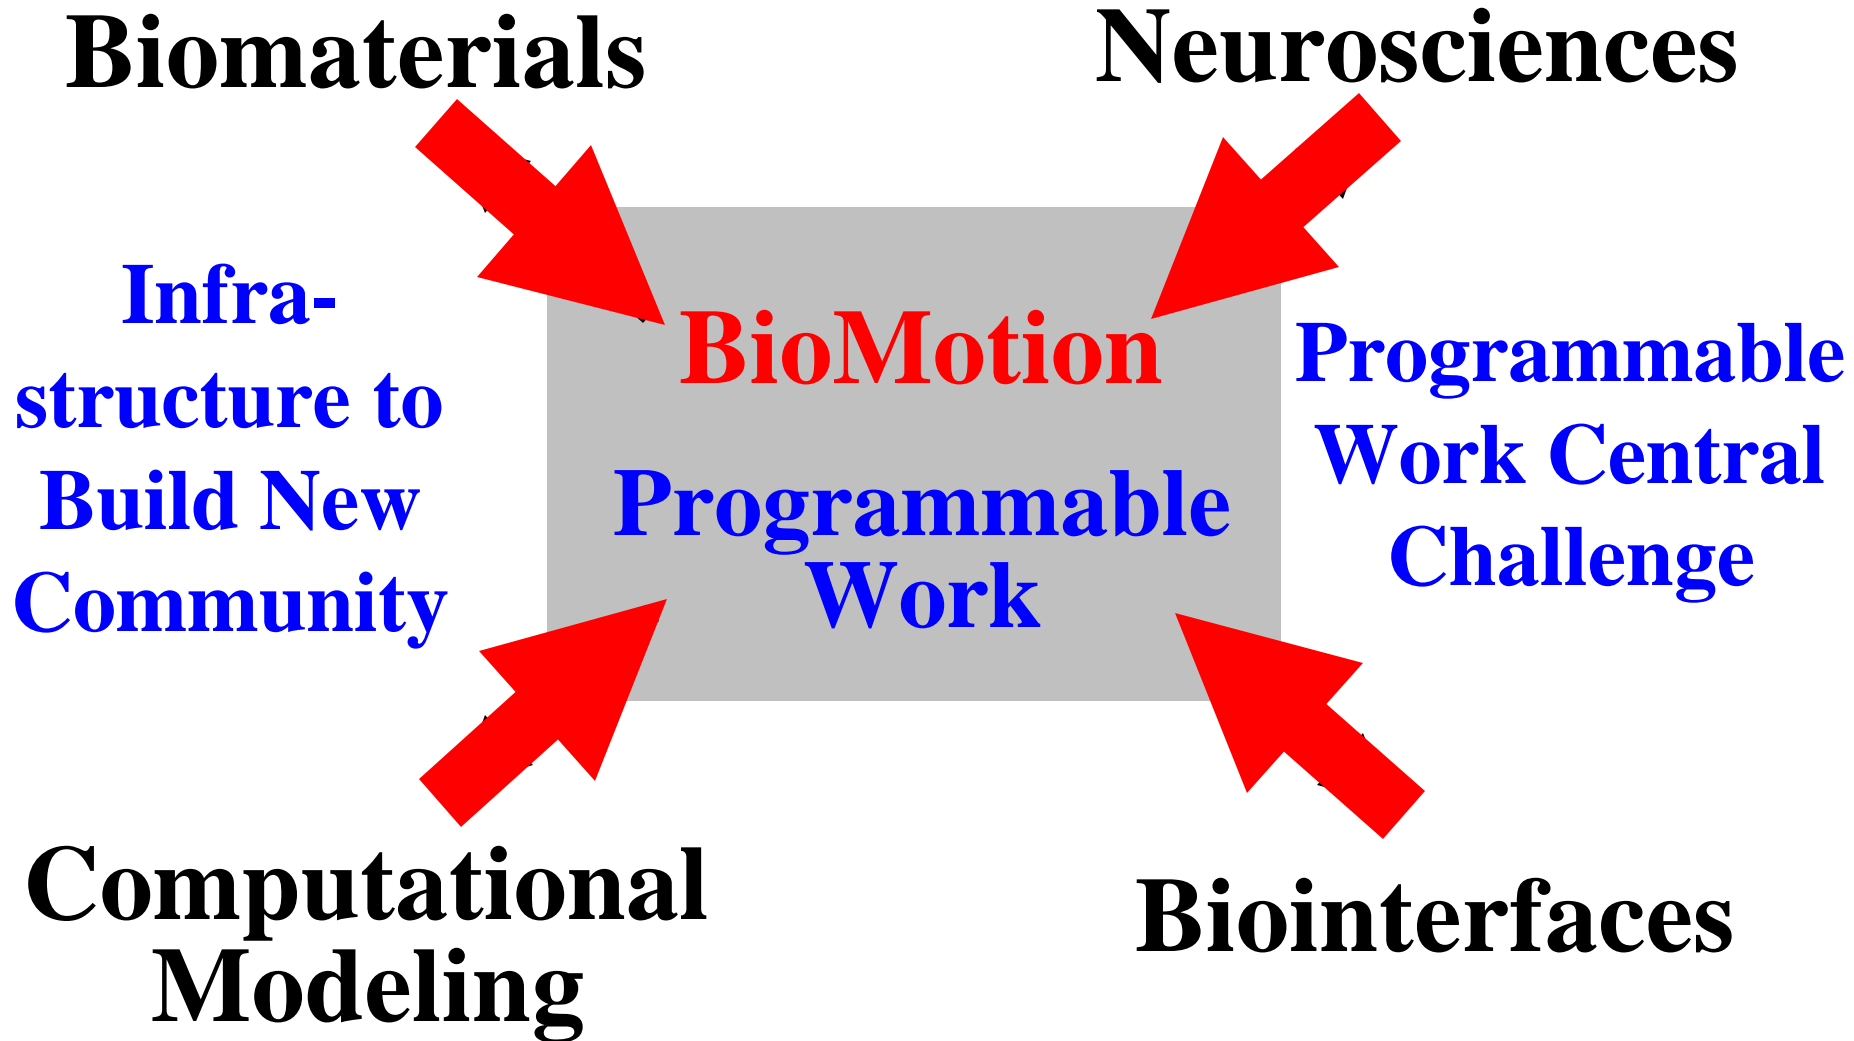 Biomaterials
Neurosciences
Infra-
structure to
Build New
Community
BioMotion
Programmable
Work
Programmable
Work Central
Challenge
Computational
Modeling
Biointerfaces